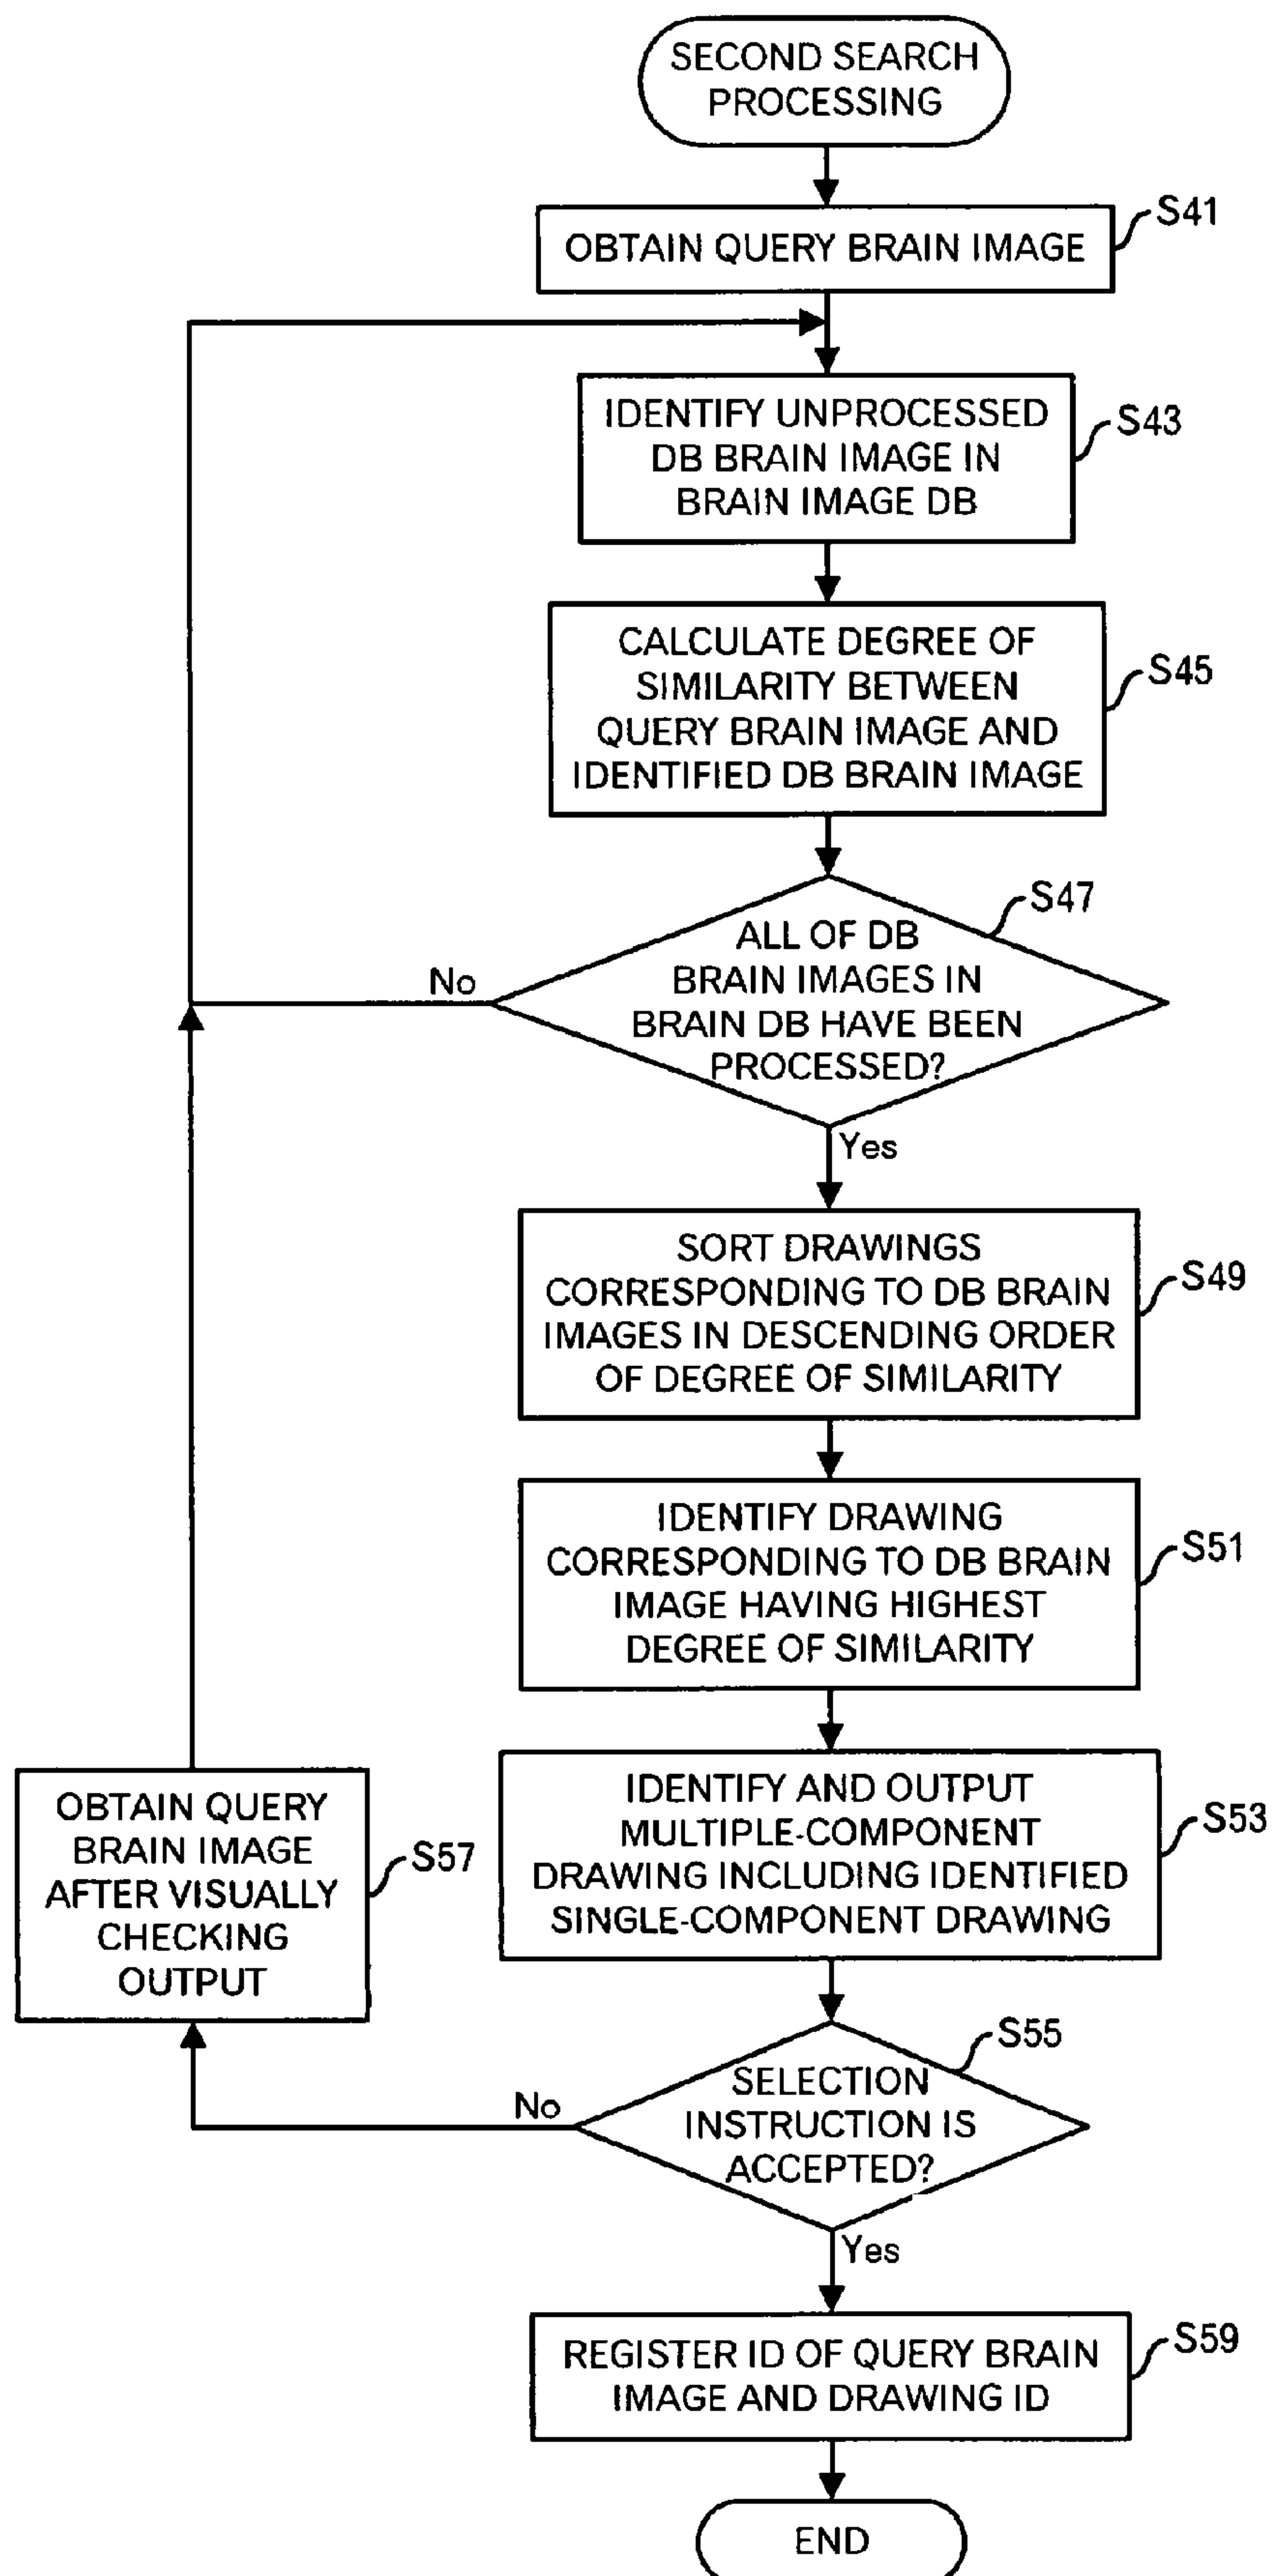 SECOND SEARCH
PROCESSING
S41
OBTAIN QUERY BRAIN IMAGE
IDENTIFY UNPROCESSED
DB BRAIN IMAGE IN
BRAIN IMAGE DB
S43
CALCULATE DEGREE OF
SIMILARITY BETWEEN
QUERY BRAIN IMAGE AND
IDENTIFIED DB BRAIN IMAGE
S45
S47
ALL OF DB
BRAIN IMAGES IN
BRAIN DB HAVE BEEN
PROCESSED?
No
Yes
SORT DRAWINGS
CORRESPONDING TO DB BRAIN
IMAGES IN DESCENDING ORDER
OF DEGREE OF SIMILARITY
S49
IDENTIFY DRAWING
CORRESPONDING TO DB BRAIN
IMAGE HAVING HIGHEST
DEGREE OF SIMILARITY
S51
IDENTIFY AND OUTPUT
MULTIPLE-COMPONENT
DRAWING INCLUDING IDENTIFIED
SINGLE-COMPONENT DRAWING
S53
OBTAIN QUERY
BRAIN IMAGE
AFTER VISUALLY
CHECKING
OUTPUT
S57
S55
SELECTION
INSTRUCTION IS
ACCEPTED?
No
Yes
REGISTER ID OF QUERY BRAIN
IMAGE AND DRAWING ID
S59
END